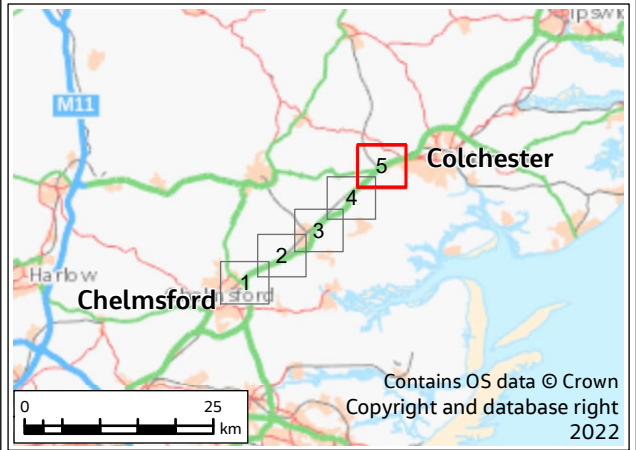 Ipswi
M11
5
Colchester
4
3
2
Harlow
1
Chelmsford
Chelmsford
Contains OS data © Crown
Copyright and database right
2022
0 25
km